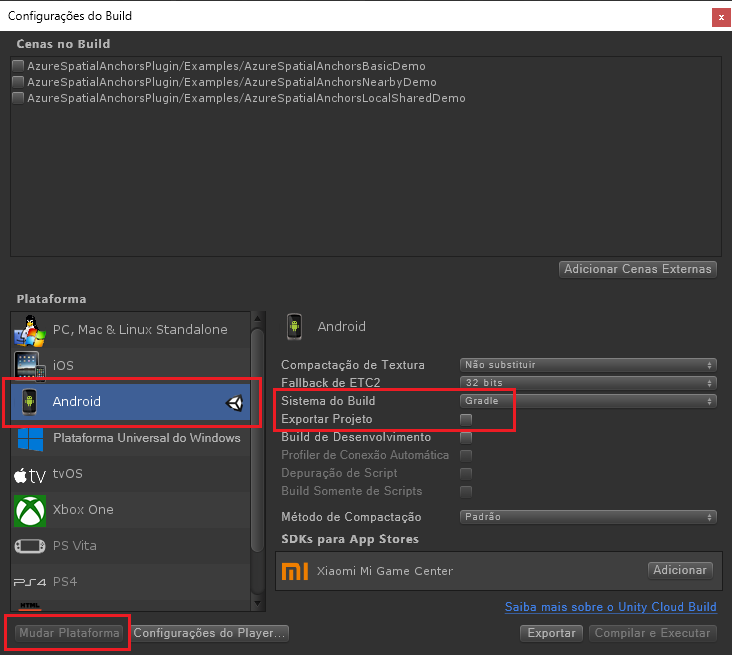 Configurações do Build
x
Cenas no Build
AzureSpatialAnchorsPlugin/Examples/AzureSpatialAnchorsBasicDemo
AzureSpatialAnchorsPlugin/Examples/AzureSpatialAnchorsNearbyDemo
AzureSpatialAnchorsPlugin/Examples/AzureSpatialAnchorsLocalSharedDemo
Adicionar Cenas Externas
Plataforma
PC, Mac & Linux Standalone
iOS
Android
Plataforma Universal do Windows
tv tvOS
Xbox One
PS Vita
PS4 PS4
HTML
Android
Compactação de Textura Não substituir
Fallback de ETC2 32 bits
Sistema do Build Gradle
Exportar Projeto
Build de Desenvolvimento
Profiler de Conexão Automática
Depuração de Script
Build Somente de Scripts
Método de Compactação Padrão
SDKs para App Stores
Xiaomi Mi Game Center Adicionar
Saiba mais sobre o Unity Cloud Build
Mudar Plataforma Configurações do Player... Exportar Compilar e Executar